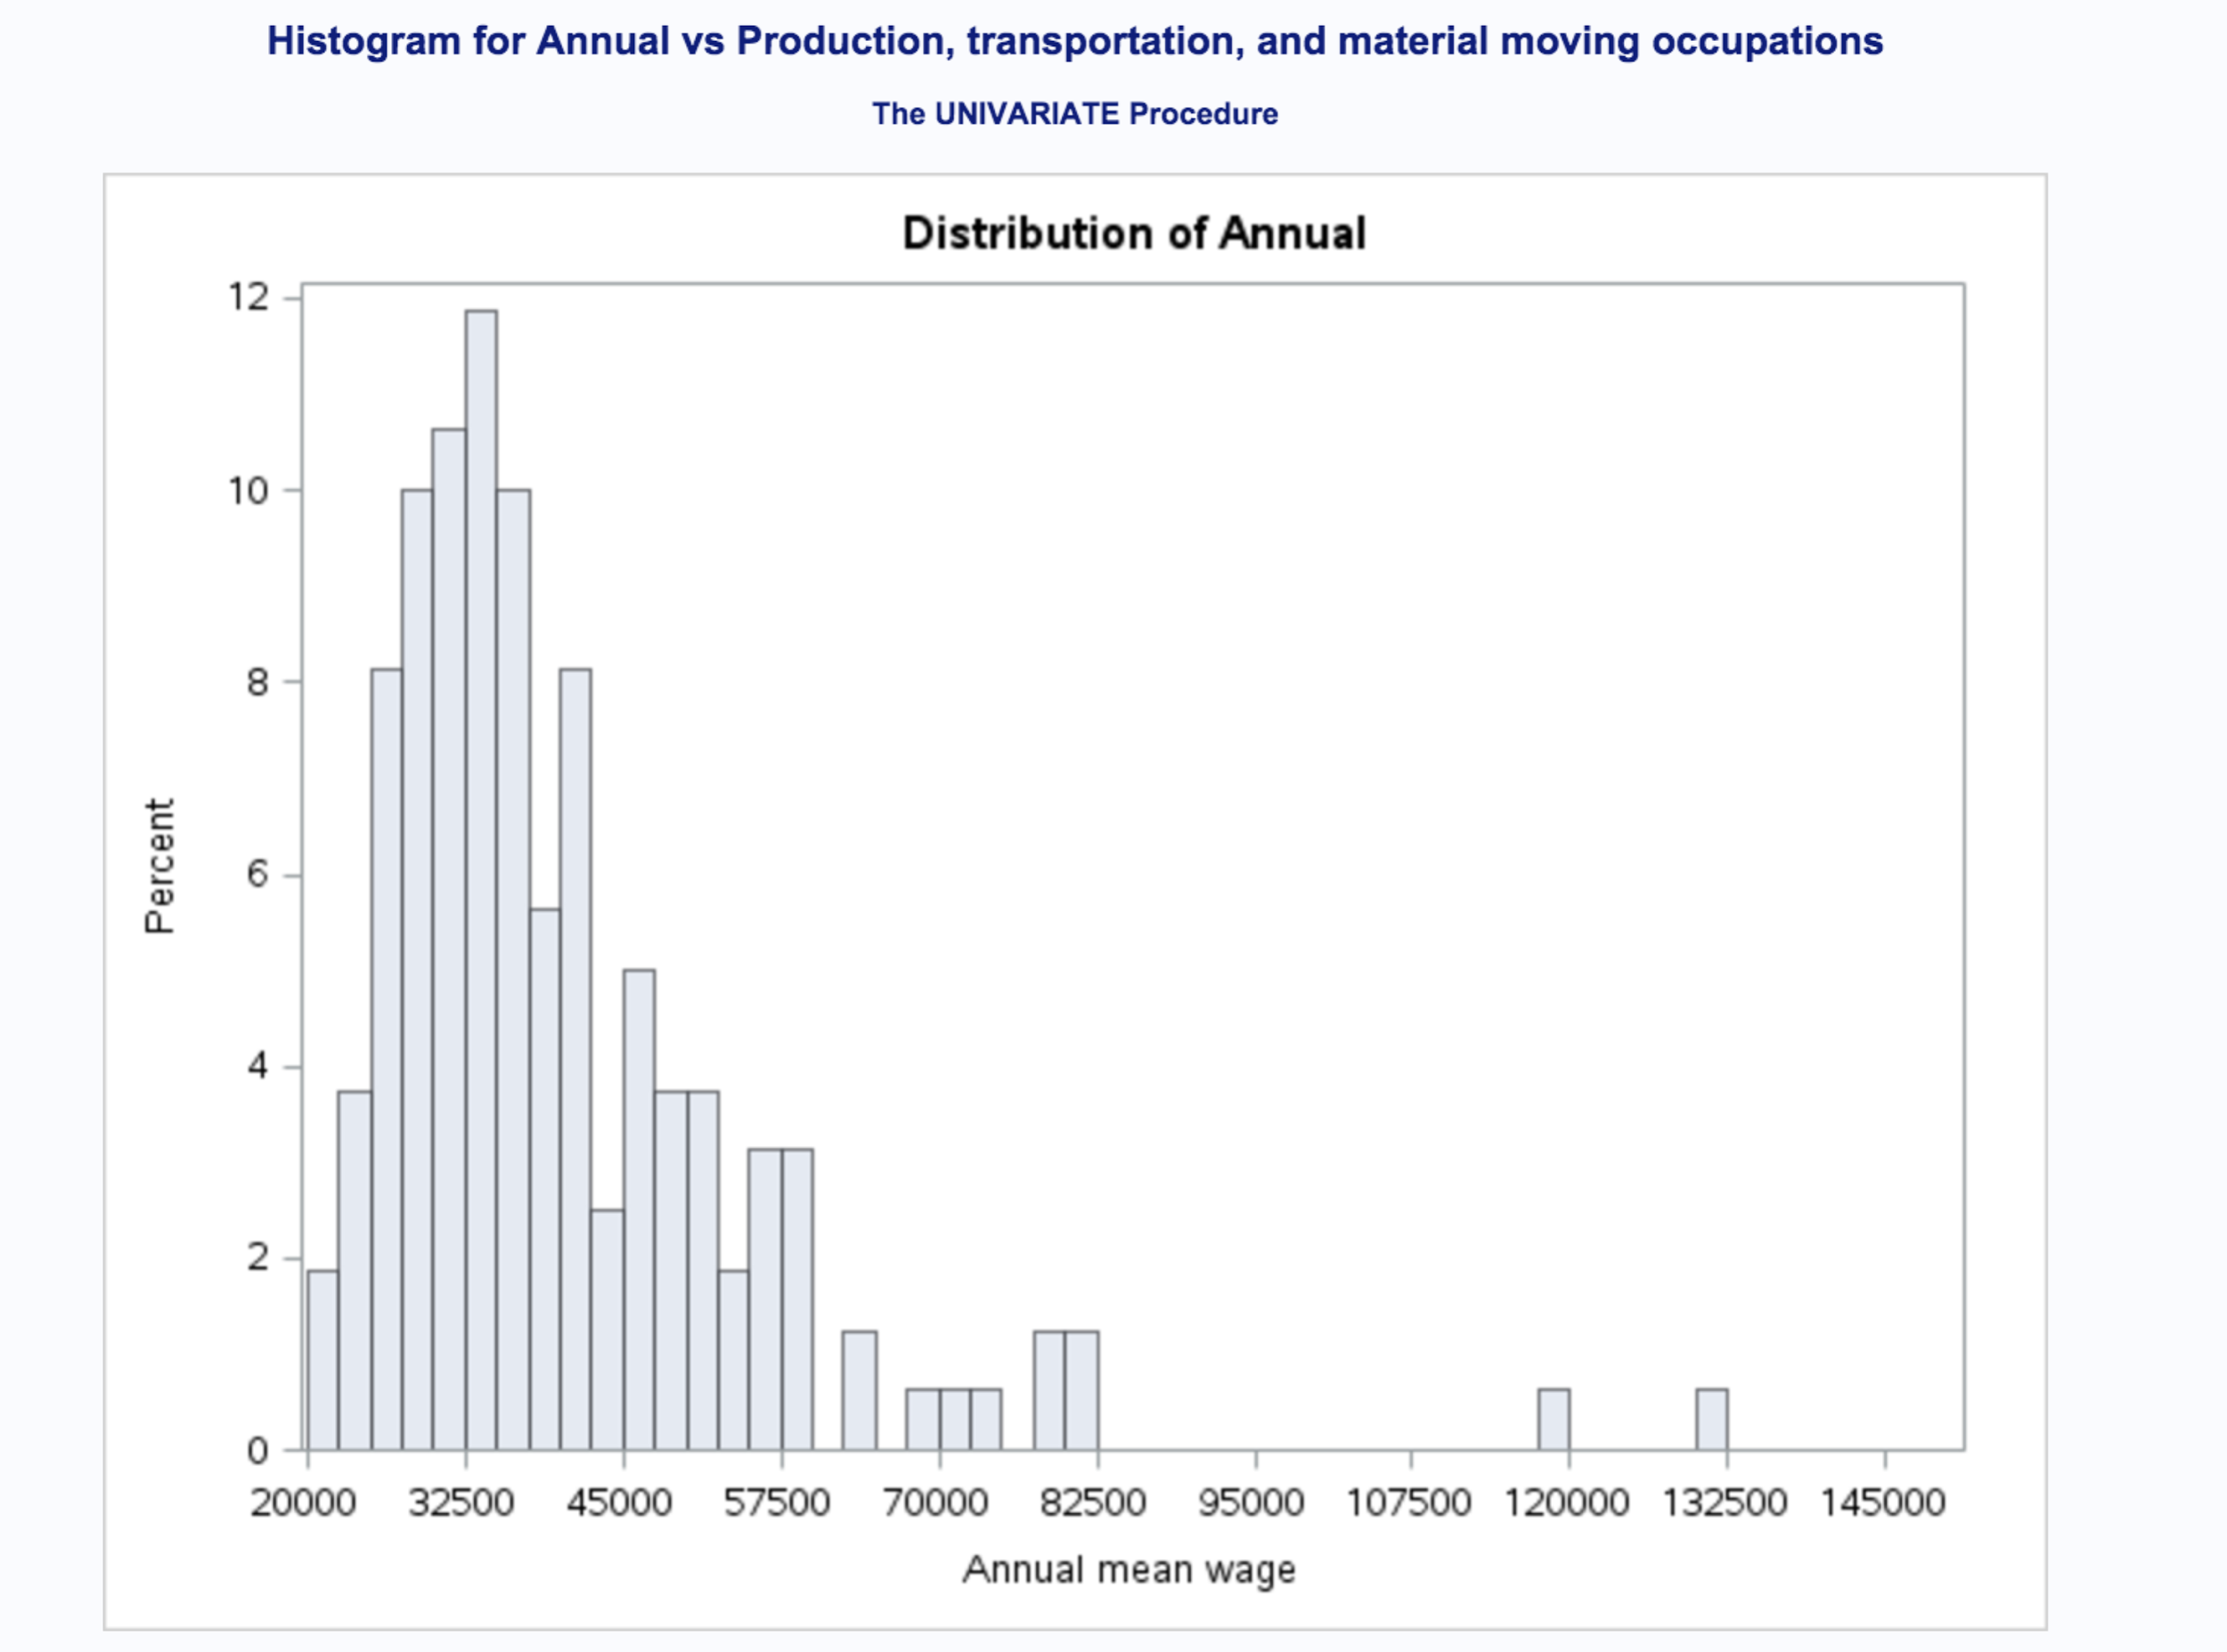 Histogram for Annual vs Production, transportation, and material moving occupations
The UNIVARIATE Procedure
Distribution of Annual
12
10
8
6
4
2
0
Percent
20000 32500 45000 57500 70000 82500 95000 107500 120000 132500 145000
Annual mean wage